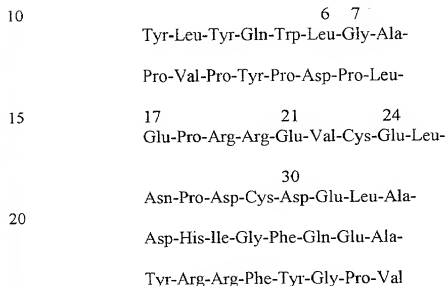 10 6 7
Tyr-Leu-Tyr-Gln-Trp-Leu-Gly-Ala-
Pro-Val-Pro-Tyr-Pro-Asp-Pro-Leu-
15 17 21 24
Glu-Pro-Arg-Arg-Glu-Val-Cys-Glu-Leu-
30
Asn-Pro-Asp-Cys-Asp-Glu-Leu-Ala-
20
Asp-His-Ile-Gly-Phe-Gln-Glu-Ala-
Tyr-Arg-Arg-Phe-Tyr-Gly-Pro-Val